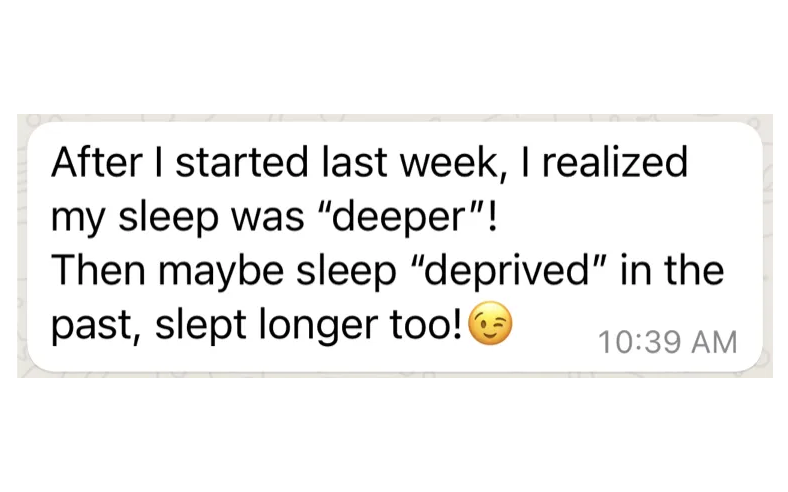 After I started last week, I realized
my sleep was “deeper”!
Then maybe sleep “deprived” in the
past, slept longer too!😉
10:39 AM